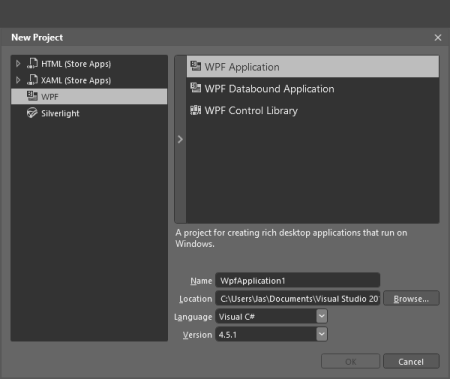 New Project
HTML (Store Apps)
XAML (Store Apps)
WPF
Silverlight
WPF Application
WPF Databound Application
WPF Control Library
A project for creating rich desktop applications that run on
Windows.
Name WpfApplication1
Location C:\Users\Jas\Documents\Visual Studio 20 Browse...
Language Visual C#
Version 4.5.1
OK Cancel